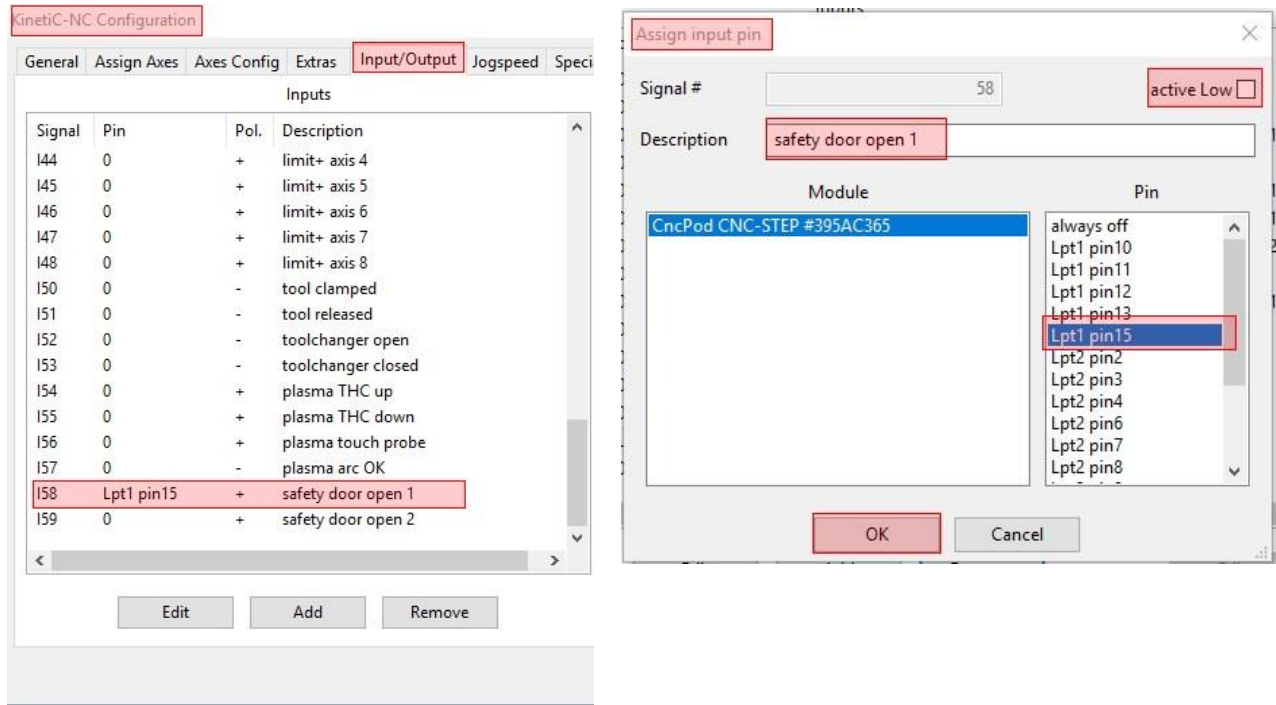 KinetiC-NC Configuration
General Assign Axes Axes Config Extras Input/Output Jogspeed
Inputs
Signal Pin Pol. Description
I44 0 + limit+ axis 4
I45 0 + limit+ axis 5
I46 0 + limit+ axis 6
I47 0 + limit+ axis 7
I48 0 + limit+ axis 8
I50 0 - tool clamped
I51 0 - tool released
I52 0 - toolchanger open
I53 0 - toolchanger closed
I54 0 + plasma THC up
I55 0 + plasma THC down
I56 0 + plasma touch probe
I57 0 - plasma arc OK
I58 Lpt1 pin15 + safety door open 1
I59 0 + safety door open 2
Edit Add Remove
Assign input pin
Signal # 58 active Low
Description safety door open 1
Module Pin
CncPod CNC-STEP #395AC365
always off
Lpt1 pin10
Lpt1 pin11
Lpt1 pin12
Lpt1 pin13
Lpt1 pin15
Lpt2 pin2
Lpt2 pin3
Lpt2 pin4
Lpt2 pin6
Lpt2 pin7
Lpt2 pin8
OK Cancel